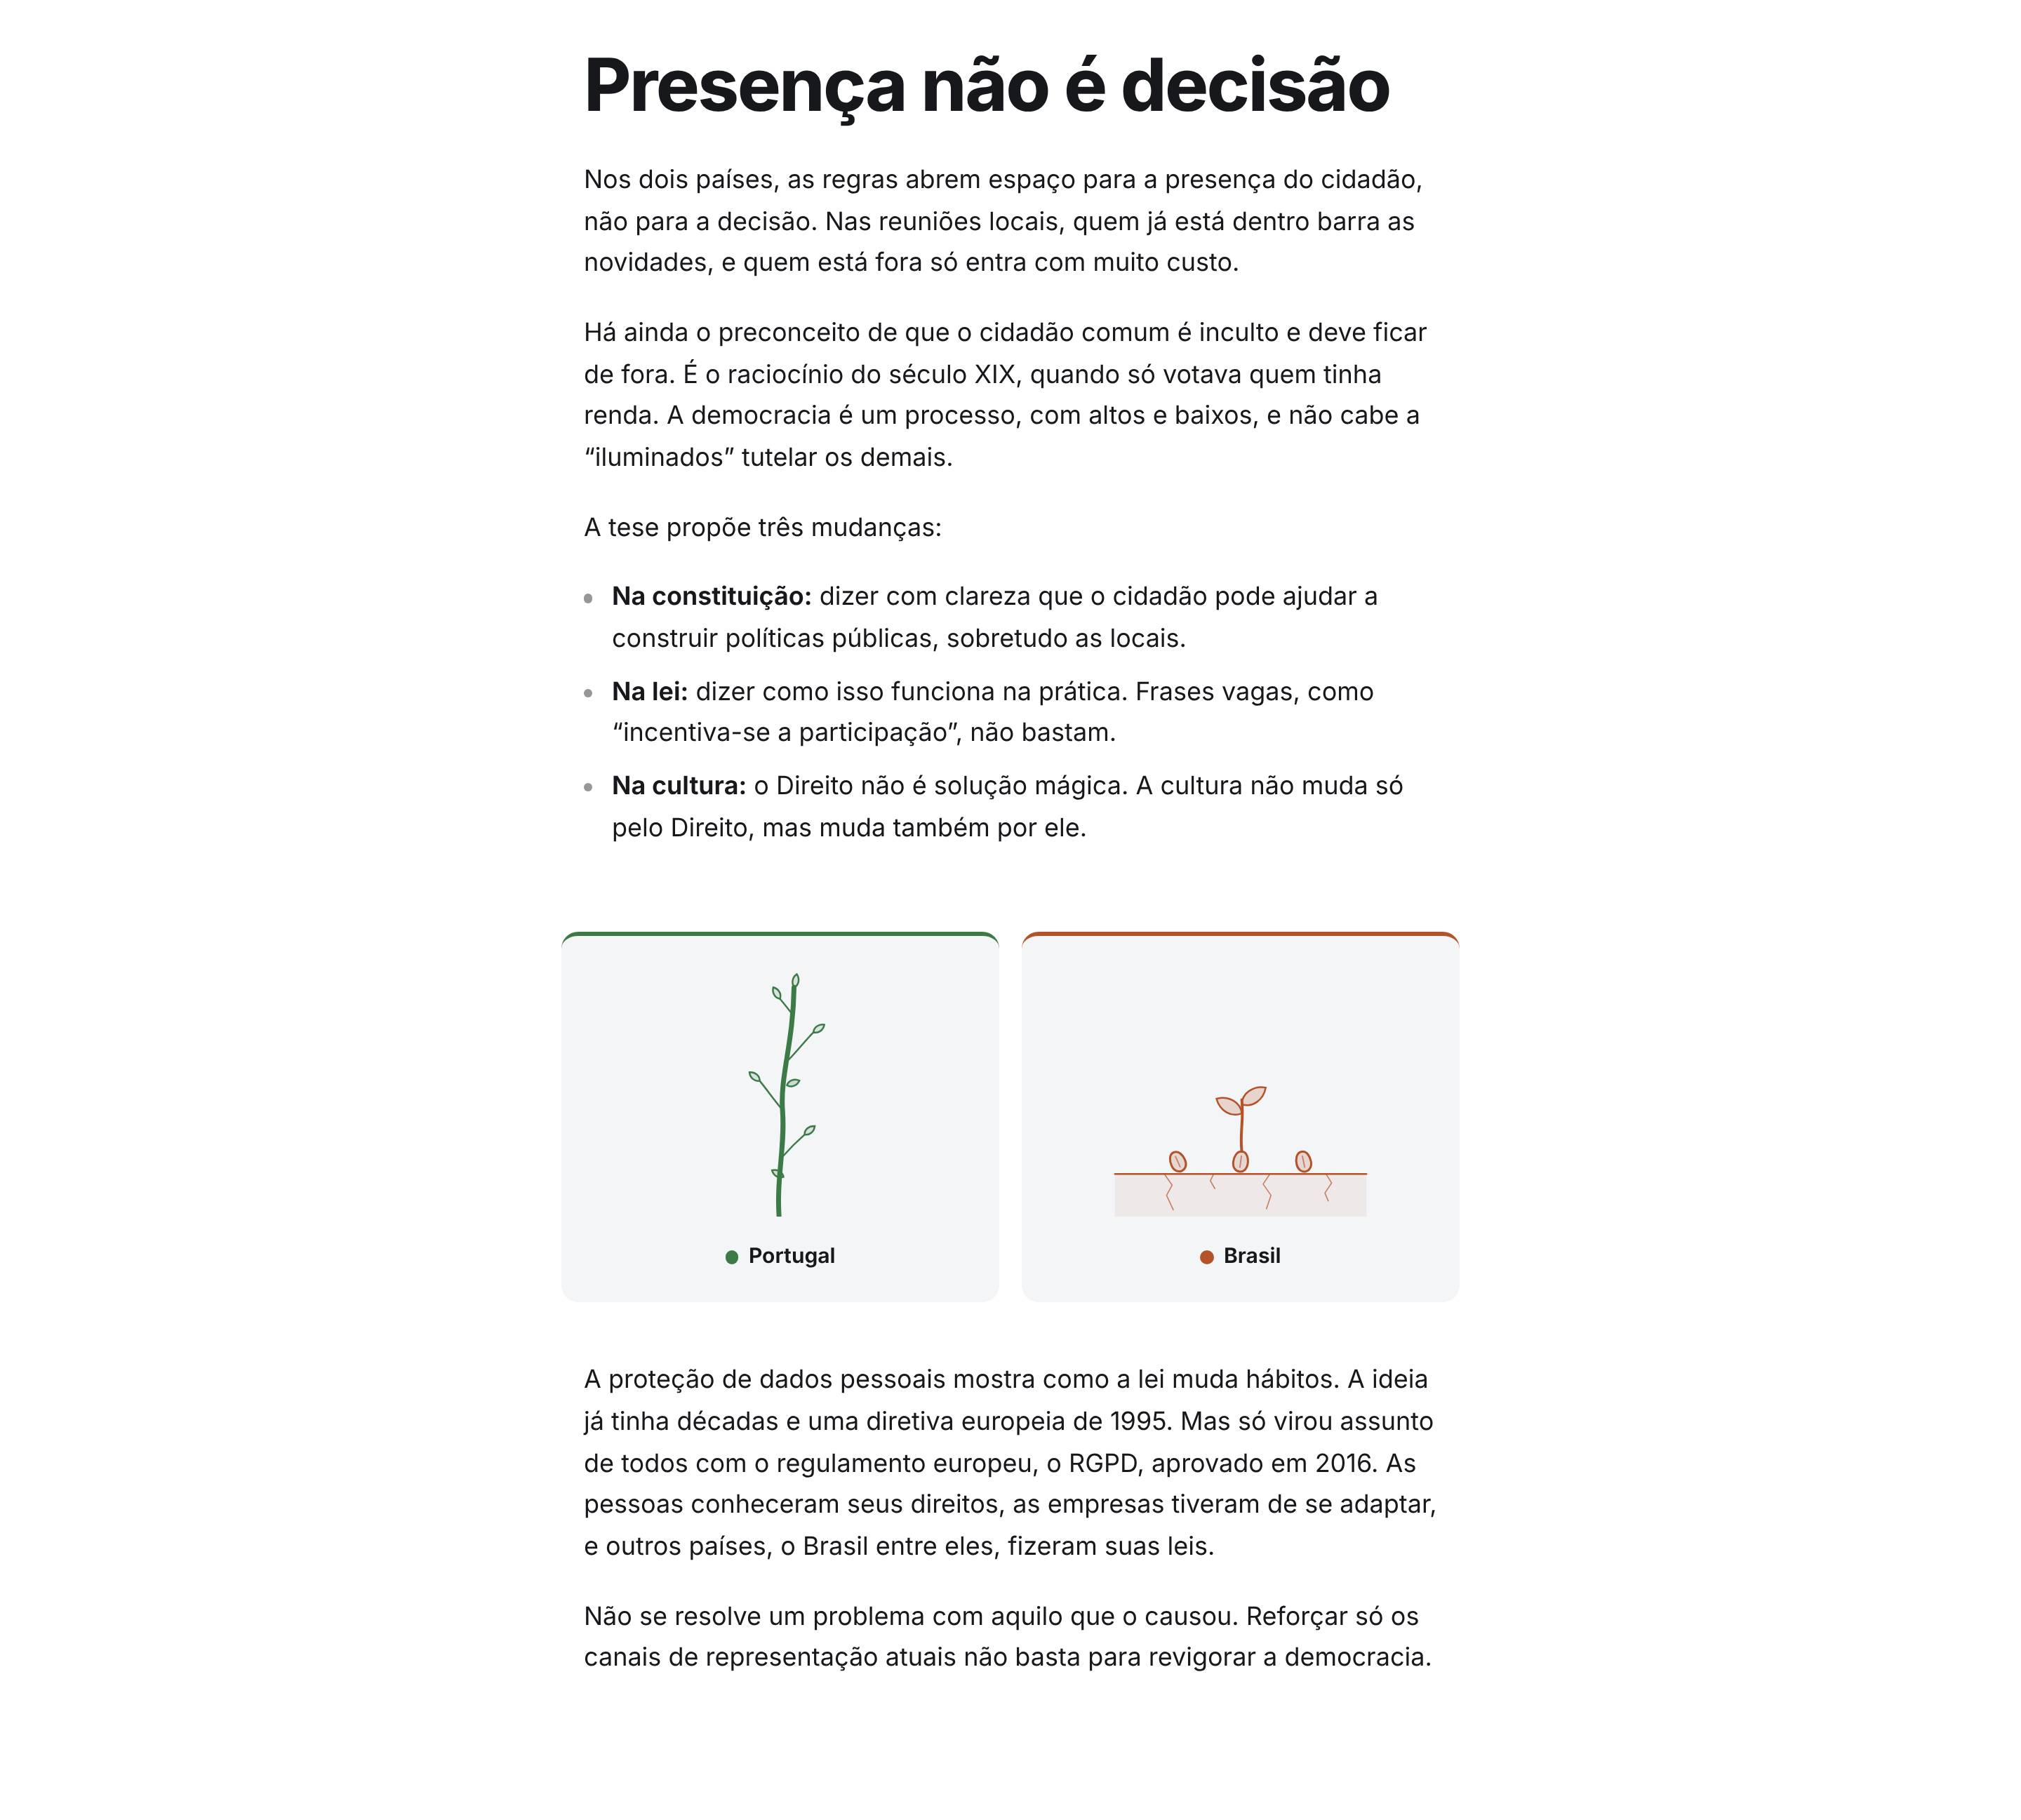 Presença não é decisão
Nos dois países, as regras abrem espaço para a presença do cidadão,
não para a decisão. Nas reuniões locais, quem já está dentro barra as
novidades, e quem está fora só entra com muito custo.
Há ainda o preconceito de que o cidadão comum é inculto e deve ficar
de fora. É o raciocínio do século XIX, quando só votava quem tinha
renda. A democracia é um processo, com altos e baixos, e não cabe a
“iluminados” tutelar os demais.
A tese propõe três mudanças:
Na constituição: dizer com clareza que o cidadão pode ajudar a
construir políticas públicas, sobretudo as locais.
Na lei: dizer como isso funciona na prática. Frases vagas, como
“incentiva-se a participação”, não bastam.
Na cultura: o Direito não é solução mágica. A cultura não muda só
pelo Direito, mas muda também por ele.
Portugal
Brasil
A proteção de dados pessoais mostra como a lei muda hábitos. A ideia
já tinha décadas e uma diretiva europeia de 1995. Mas só virou assunto
de todos com o regulamento europeu, o RGPD, aprovado em 2016. As
pessoas conheceram seus direitos, as empresas tiveram de se adaptar,
e outros países, o Brasil entre eles, fizeram suas leis.
Não se resolve um problema com aquilo que o causou. Reforçar só os
canais de representação atuais não basta para revigorar a democracia.